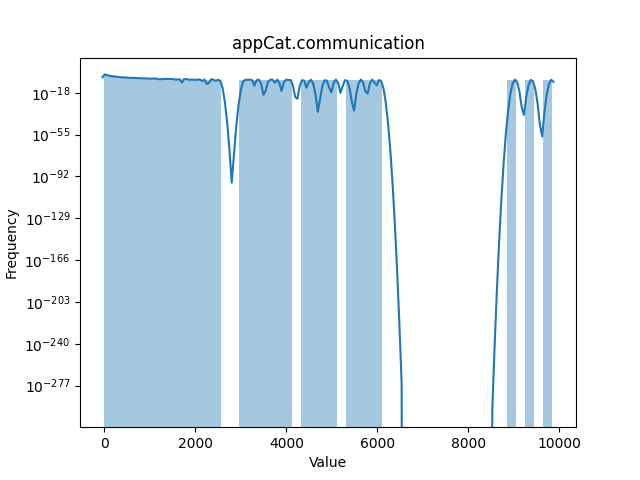 appCat.communication
Frequency
10⁻¹⁸
10⁻⁵⁵
10⁻⁹²
10⁻¹²⁹
10⁻¹⁶⁶
10⁻²⁰³
10⁻²⁴⁰
10⁻²⁷⁷
0 2000 4000 6000 8000 10000
Value